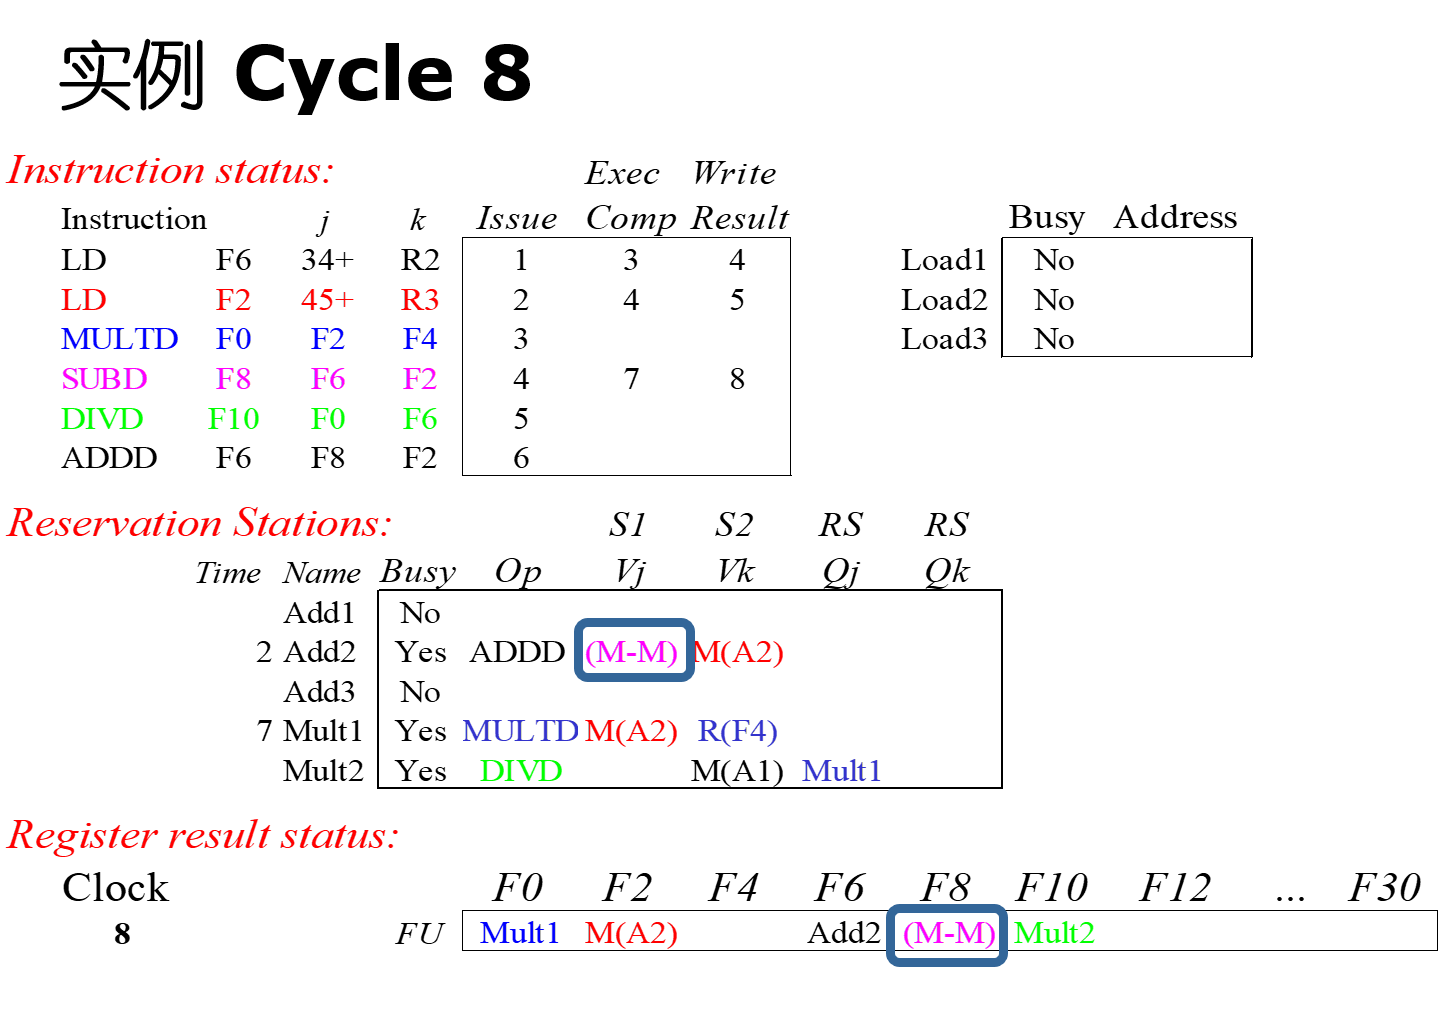 实例 Cycle 8
Instruction status:
Exec Write
Instruction j k Issue Comp Result Busy Address
LD F6 34+ R2 1 3 4 Load1 No
LD F2 45+ R3 2 4 5 Load2 No
MULTD F0 F2 F4 3 Load3 No
SUBD F8 F6 F2 4 7 8
DIVD F10 F0 F6 5
ADDD F6 F8 F2 6
Reservation Stations: S1 S2 RS RS
Time Name Busy Op Vj Vk Qj Qk
Add1 No
2 Add2 Yes ADDD (M-M) M(A2)
Add3 No
7 Mult1 Yes MULTD M(A2) R(F4)
Mult2 Yes DIVD M(A1) Mult1
Register result status:
Clock F0 F2 F4 F6 F8 F10 F12 ... F30
8 FU Mult1 M(A2) Add2 (M-M) Mult2